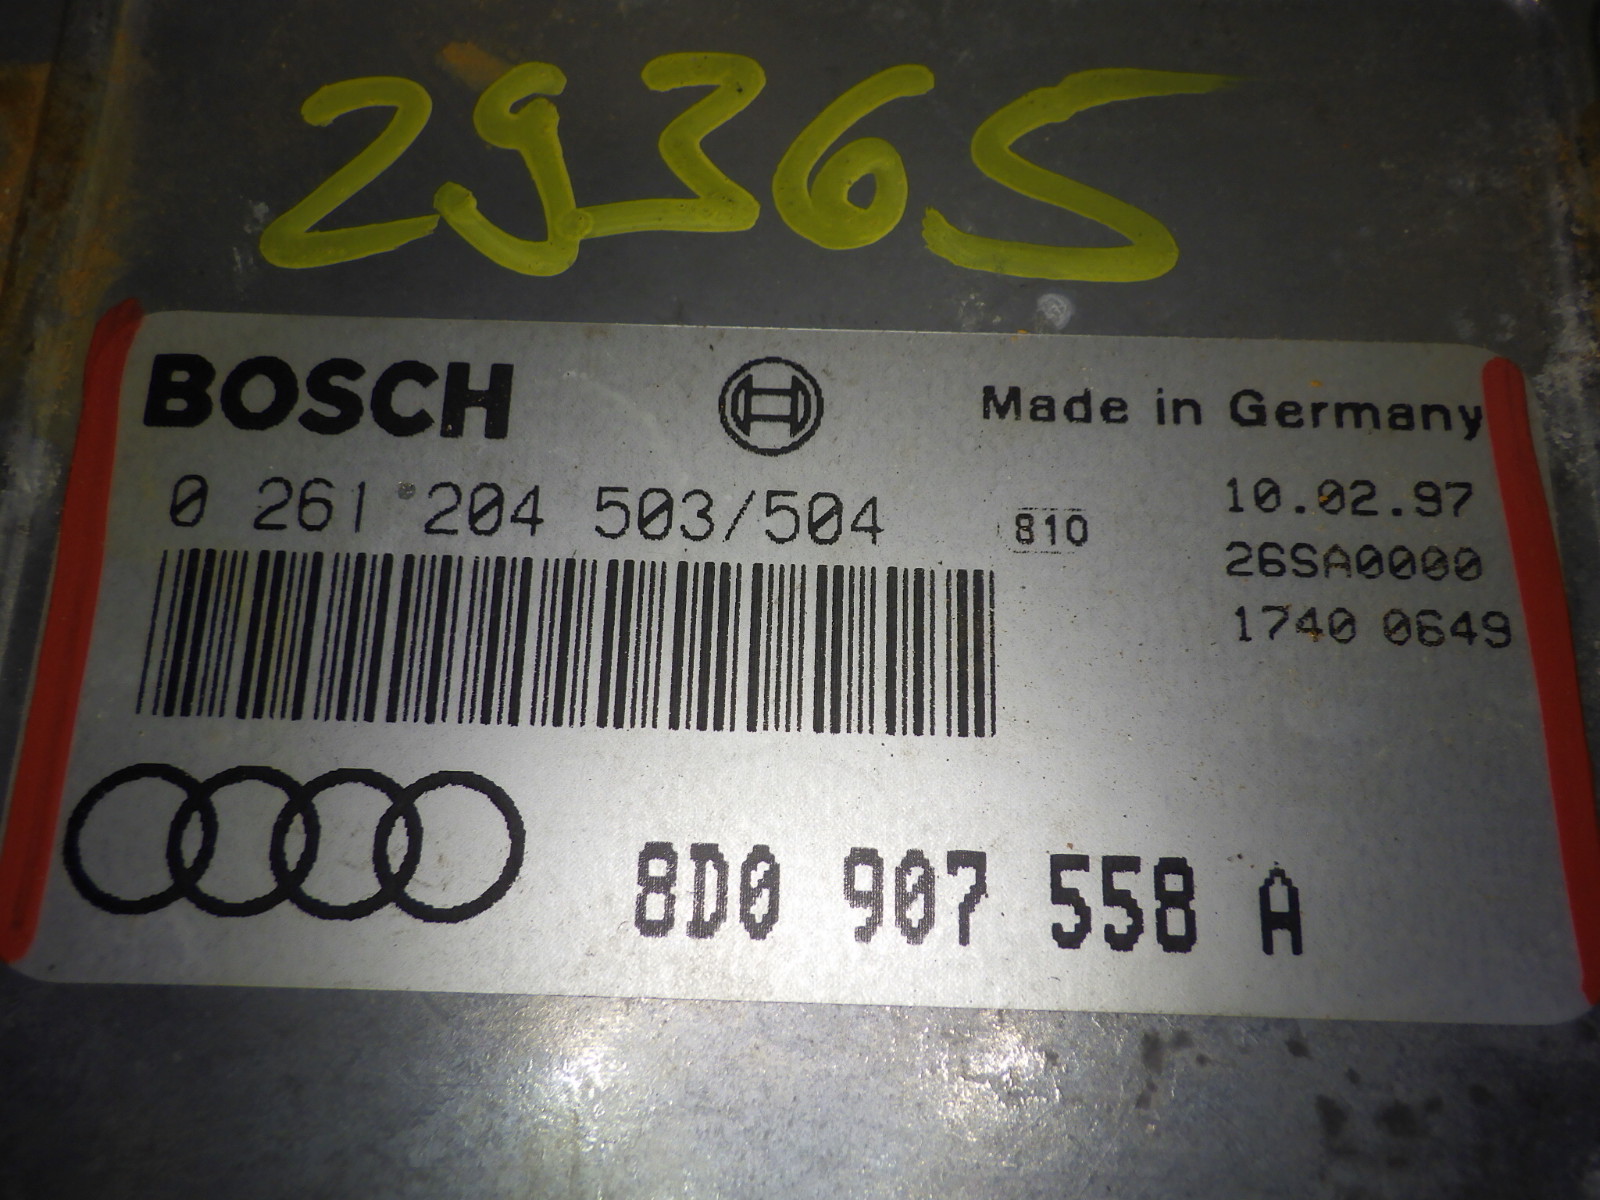 29365
BOSCH
Made in Germany
0 261 204 503/504
810
10.02.97
26SA0000
1740 0649
8D0 907 558 A